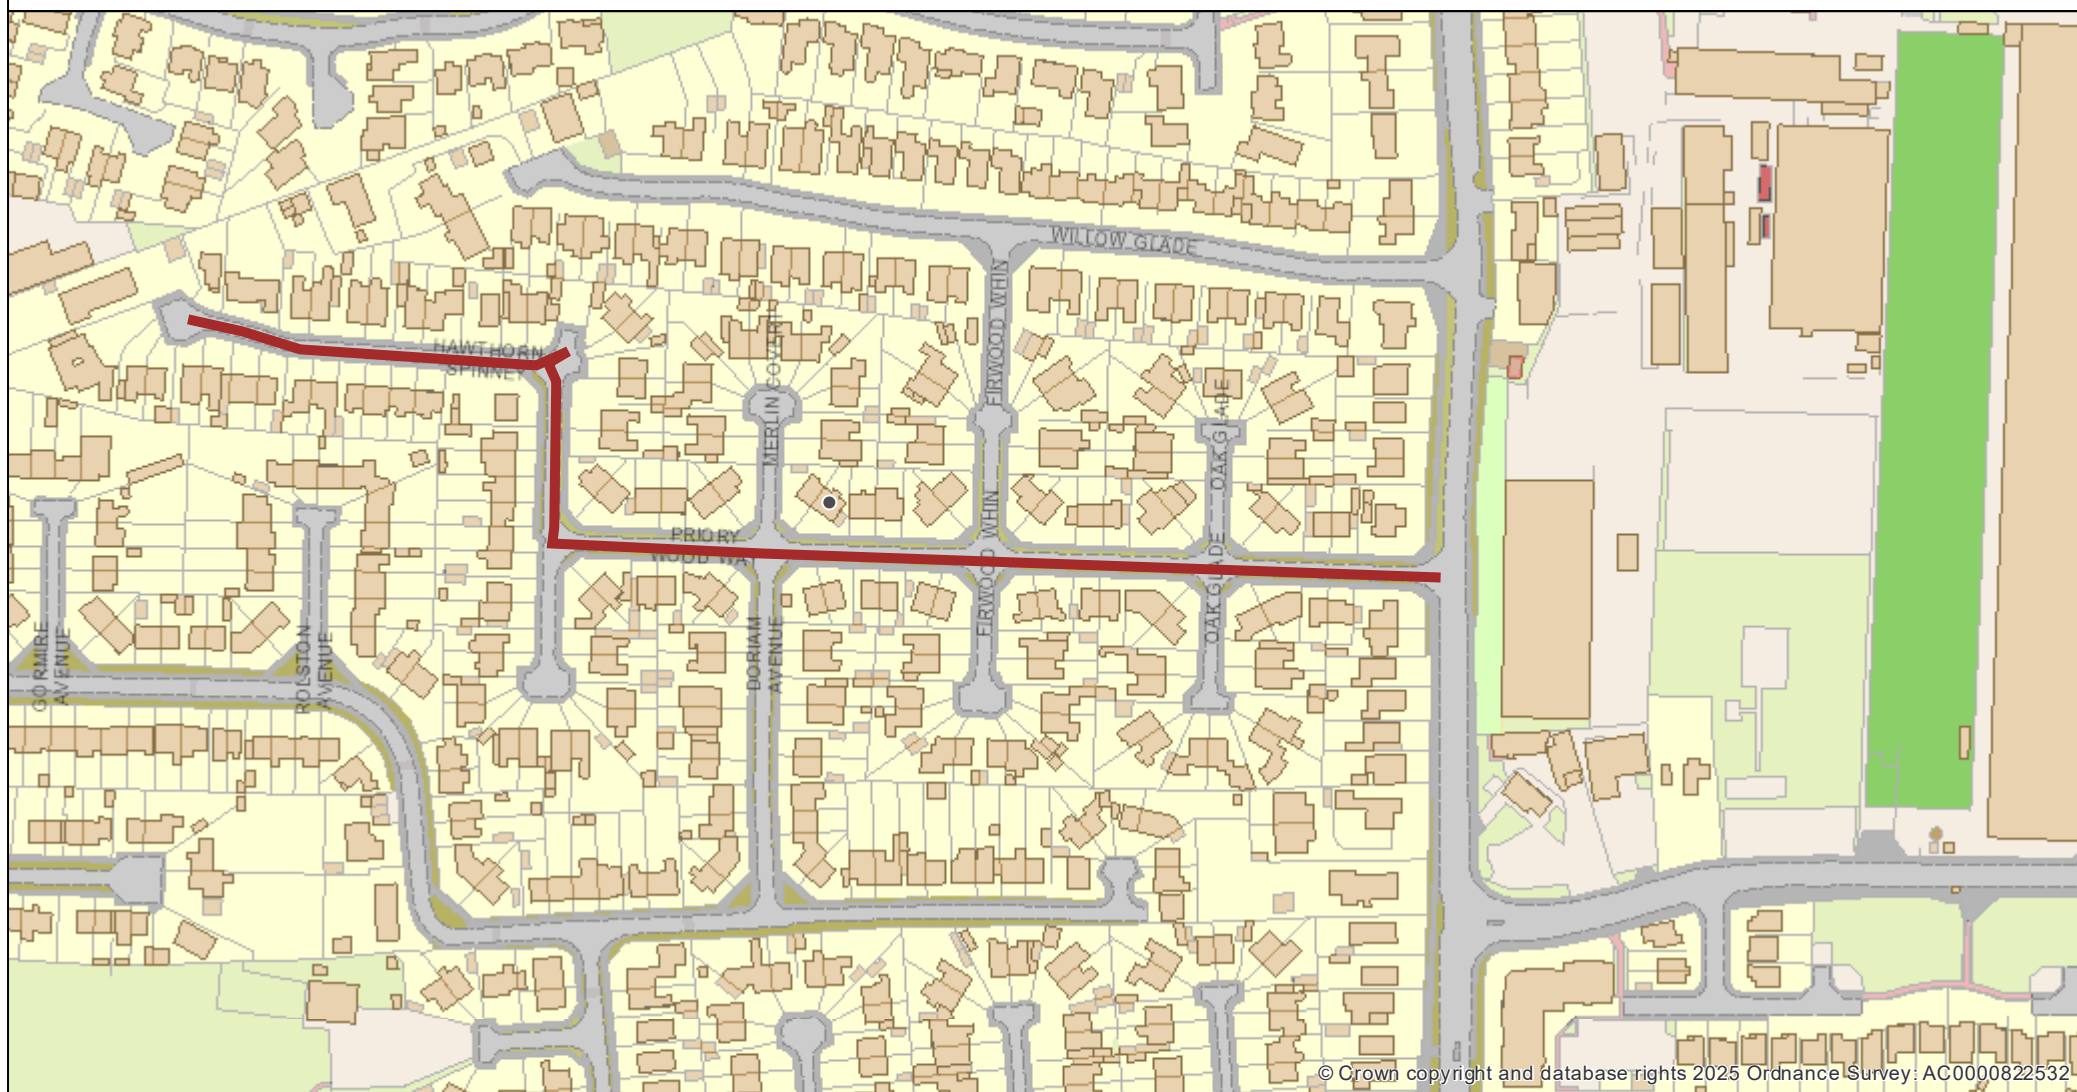 WILLOW GLADE
FIRWOOD WHIN
HAWTHORN
SPINNEY
MERLIN COVERT
OAK GLADE
FIRWOOD WHIN
PRIORY
WOOD WA
OAK GLADE
GORMIRE
AVENUE
ROLSTON
AVENUE
DORIAM
AVENUE
© Crown copyright and database rights 2025 Ordnance Survey: AC0000822532